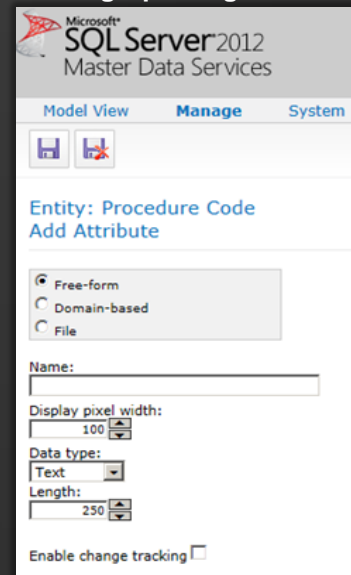 Microsoft®
SQL Server® 2012
Master Data Services
Model View Manage System
Entity: Procedure Code
Add Attribute
Free-form
Domain-based
File
Name:
Display pixel width:
100
Data type:
Text
Length:
250
Enable change tracking